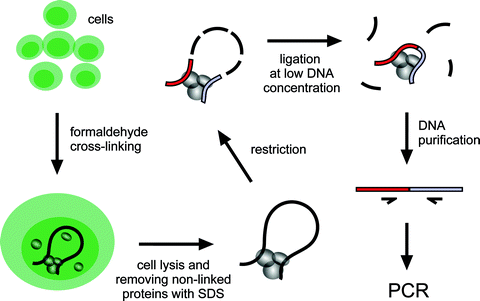 cells
formaldehyde
cross-linking
cell lysis and
removing non-linked
proteins with SDS
restriction
ligation
at low DNA
concentration
DNA
purification
PCR